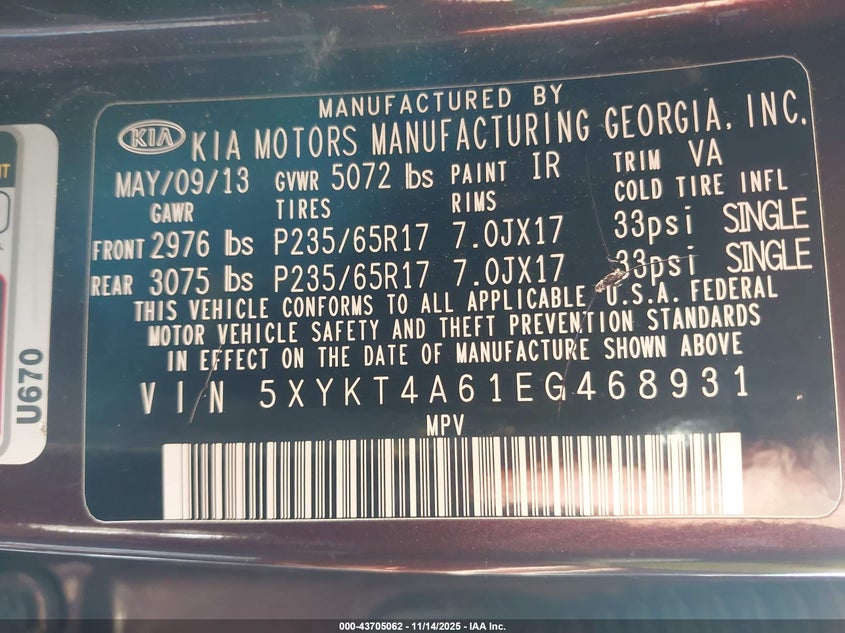 MANUFACTURED BY
KIA KIA MOTORS MANUFACTURING GEORGIA, INC.
MAY/09/13 GVWR 5072 lbs PAINT IR TRIM VA
GAWR TIRES RIMS COLD TIRE INFL
FRONT 2976 lbs P235/65R17 7.0JX17 33psi SINGLE
REAR 3075 lbs P235/65R17 7.0JX17 33psi SINGLE
THIS VEHICLE CONFORMS TO ALL APPLICABLE U.S.A. FEDERAL
MOTOR VEHICLE SAFETY AND THEFT PREVENTION STANDARDS
IN EFFECT ON THE DATE OF MANUFACTURE SHOWN ABOVE
VIN 5XYKT4A61EG468931
MPV
U670
000-43705062 - 11/14/2025 - IAA Inc.